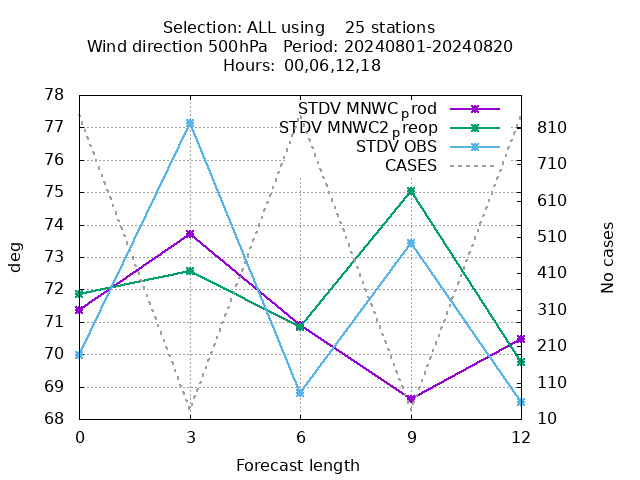 Selection: ALL using    25 stations
Wind direction 500hPa   Period: 20240801-20240820
Hours:  00,06,12,18
STDV MNWC_prod
STDV MNWC2_preop
STDV OBS
CASES
78
77
76
75
74
73
72
71
70
69
68
deg
810
710
610
510
410
310
210
110
10
No cases
0 3 6 9 12
Forecast length